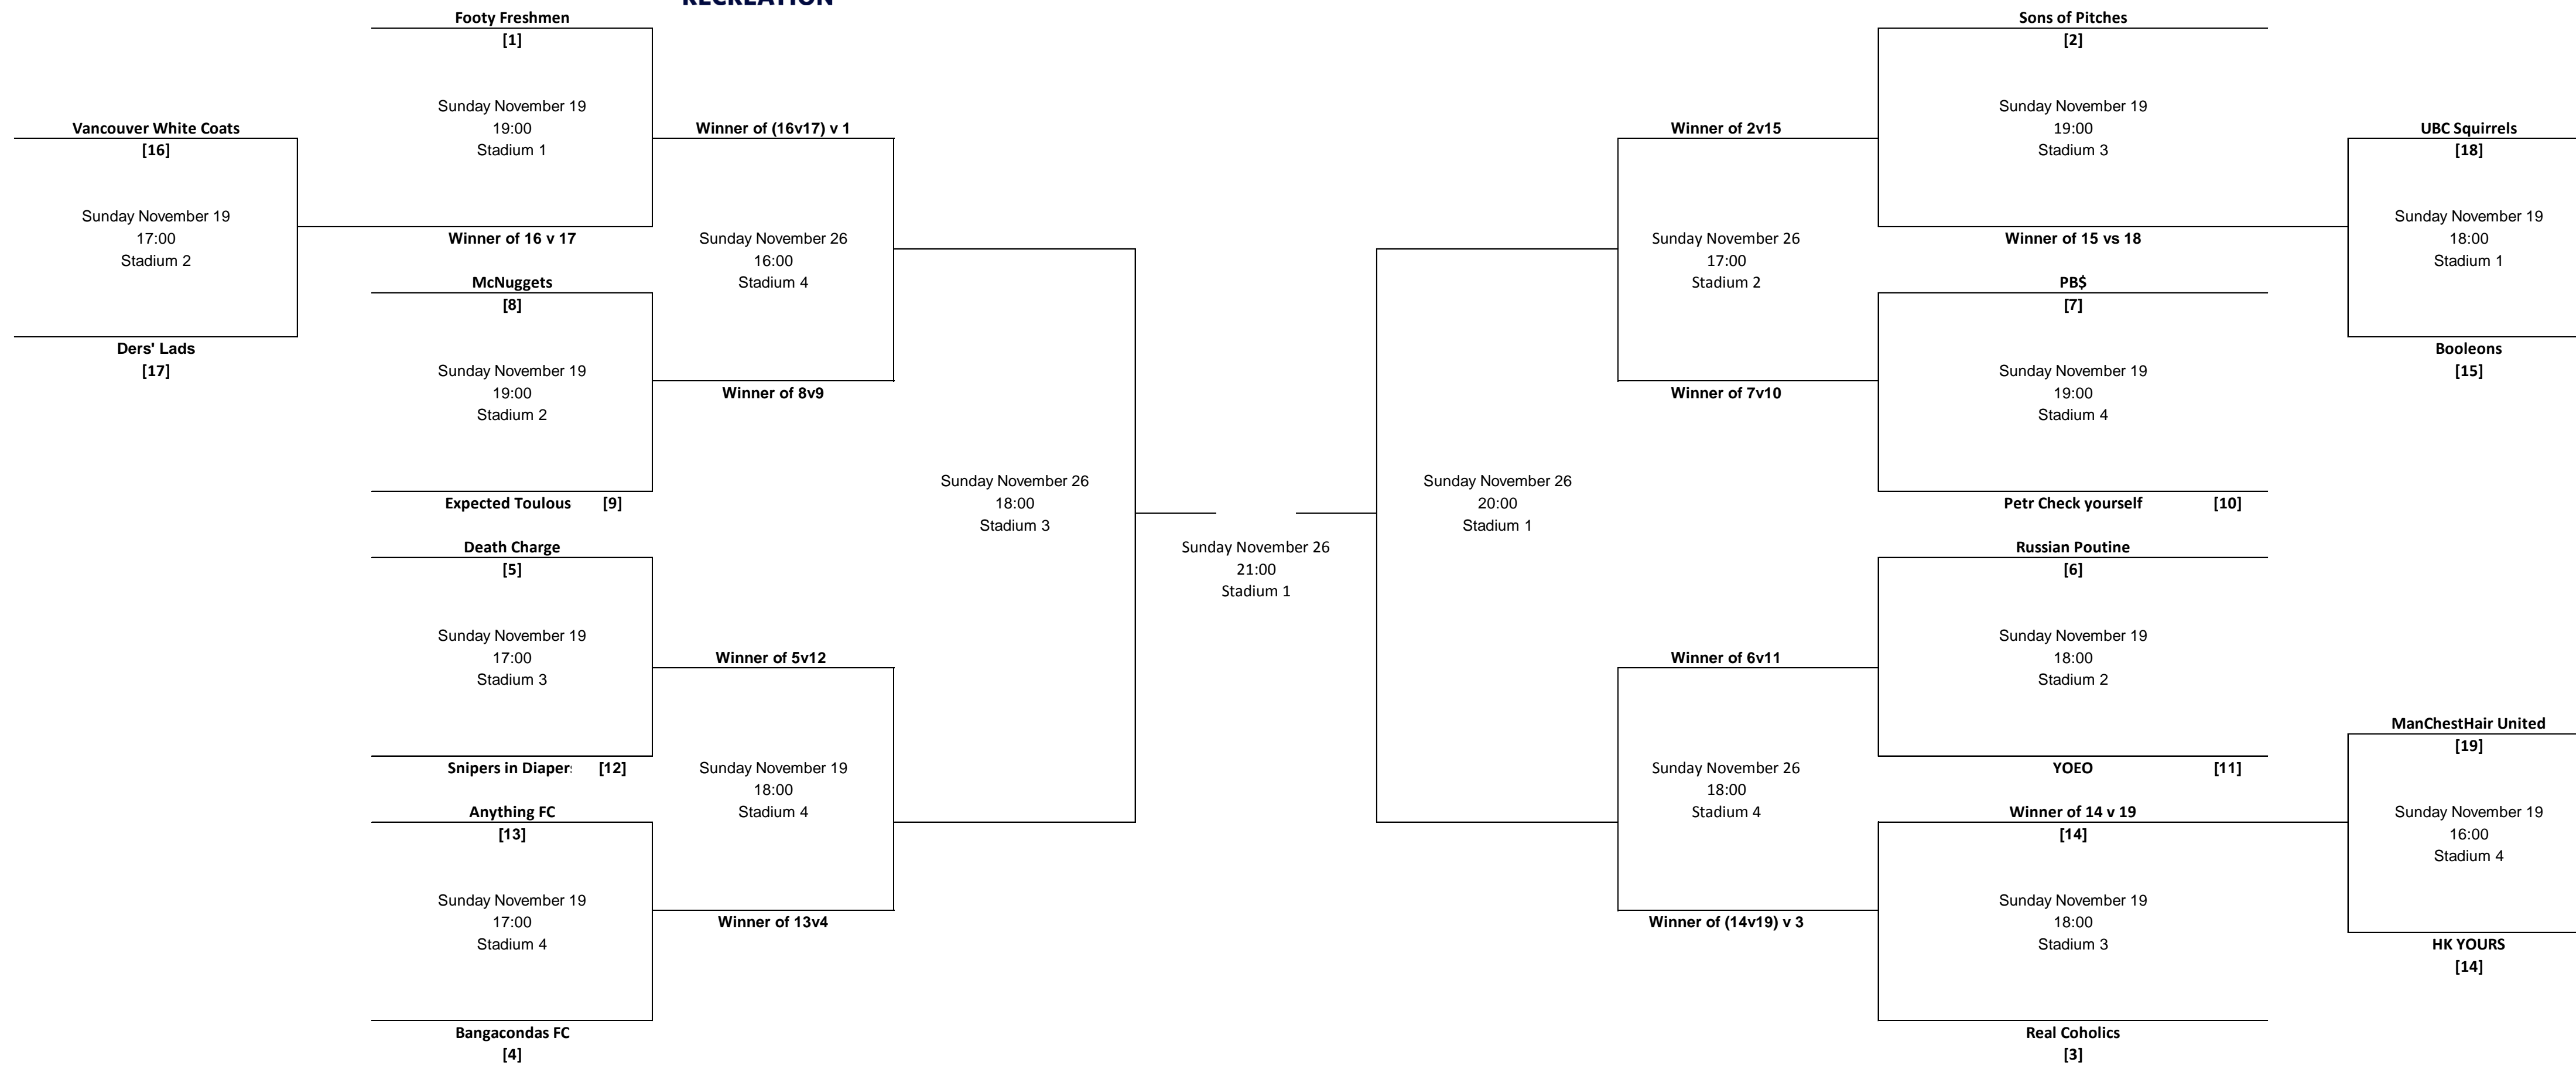 RECREATION
Footy Freshmen
[1]
Sunday November 19
19:00
Stadium 1
Vancouver White Coats
[16]
Sunday November 19
17:00
Stadium 2
Ders' Lads
[17]
Winner of 16 v 17
McNuggets
[8]
Sunday November 19
19:00
Stadium 2
Expected Toulous [9]
Death Charge
[5]
Sunday November 19
17:00
Stadium 3
Snipers in Diaper [12]
Anything FC
[13]
Sunday November 19
17:00
Stadium 4
Bangacondas FC
[4]
Winner of (16v17) v 1
Sunday November 26
16:00
Stadium 4
Winner of 8v9
Winner of 5v12
Sunday November 19
18:00
Stadium 4
Winner of 13v4
Sunday November 26
18:00
Stadium 3
Sunday November 26
21:00
Stadium 1
Sunday November 26
20:00
Stadium 1
Winner of 2v15
Sunday November 26
17:00
Stadium 2
Winner of 7v10
Winner of 6v11
Sunday November 26
18:00
Stadium 4
Winner of (14v19) v 3
Sons of Pitches
[2]
Sunday November 19
19:00
Stadium 3
Winner of 15 vs 18
PB$
[7]
Sunday November 19
19:00
Stadium 4
Petr Check yourself [10]
Russian Poutine
[6]
Sunday November 19
18:00
Stadium 2
YOEO [11]
Winner of 14 v 19
[14]
Sunday November 19
18:00
Stadium 3
Real Coholics
[3]
UBC Squirrels
[18]
Sunday November 19
18:00
Stadium 1
Booleons
[15]
ManChestHair United
[19]
Sunday November 19
16:00
Stadium 4
HK YOURS
[14]